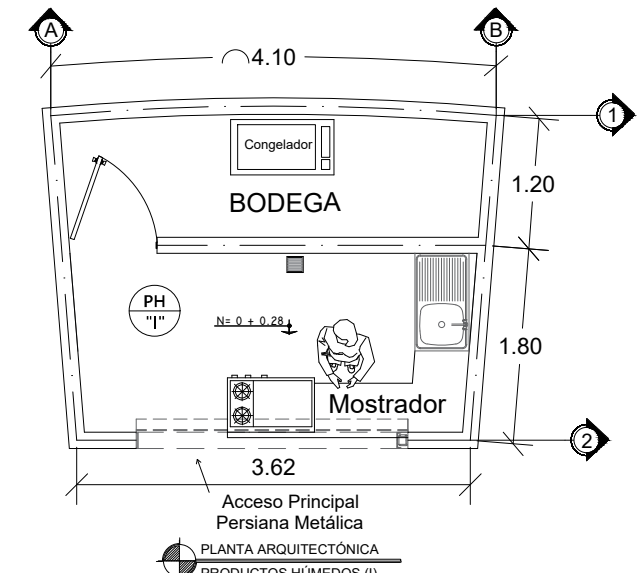 A
B
4.10
1
Congelador
1.20
BODEGA
PH
"I"
N= 0 + 0.28
1.80
Mostrador
2
3.62
Acceso Principal
Persiana Metálica
PLANTA ARQUITECTÓNICA
PRODUCTOS HÚMEDOS (I)